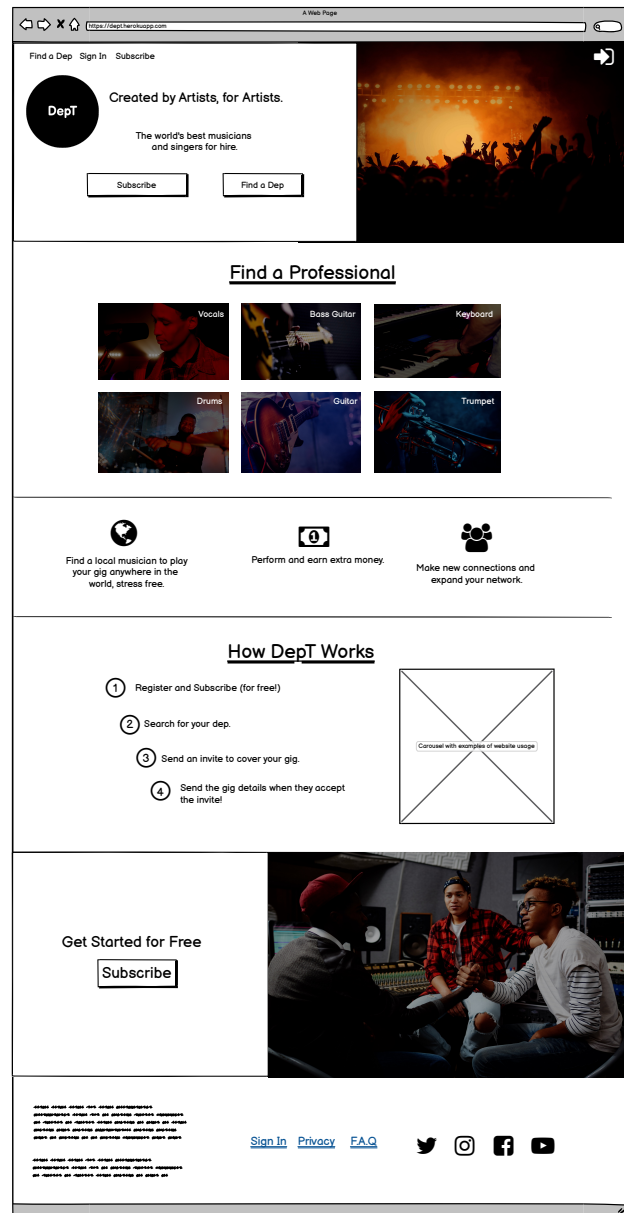 A Web Page
https://dept.herokuapp.com
Find a Dep Sign In Subscribe
DepT
Created by Artists, for Artists.
The world's best musicians
and singers for hire.
Subscribe
Find a Dep
Find a Professional
Vocals
Bass Guitar
Keyboard
Drums
Guitar
Trumpet
Find a local musician to play
your gig anywhere in the
world, stress free.
1
Perform and earn extra money.
Make new connections and
expand your network.
How DepT Works
1 Register and Subscribe (for free!)
2 Search for your dep.
3 Send an invite to cover your gig.
4 Send the gig details when they accept
the invite!
Carousel with examples of website usage
Get Started for Free
Subscribe
Sign In Privacy F.A.Q